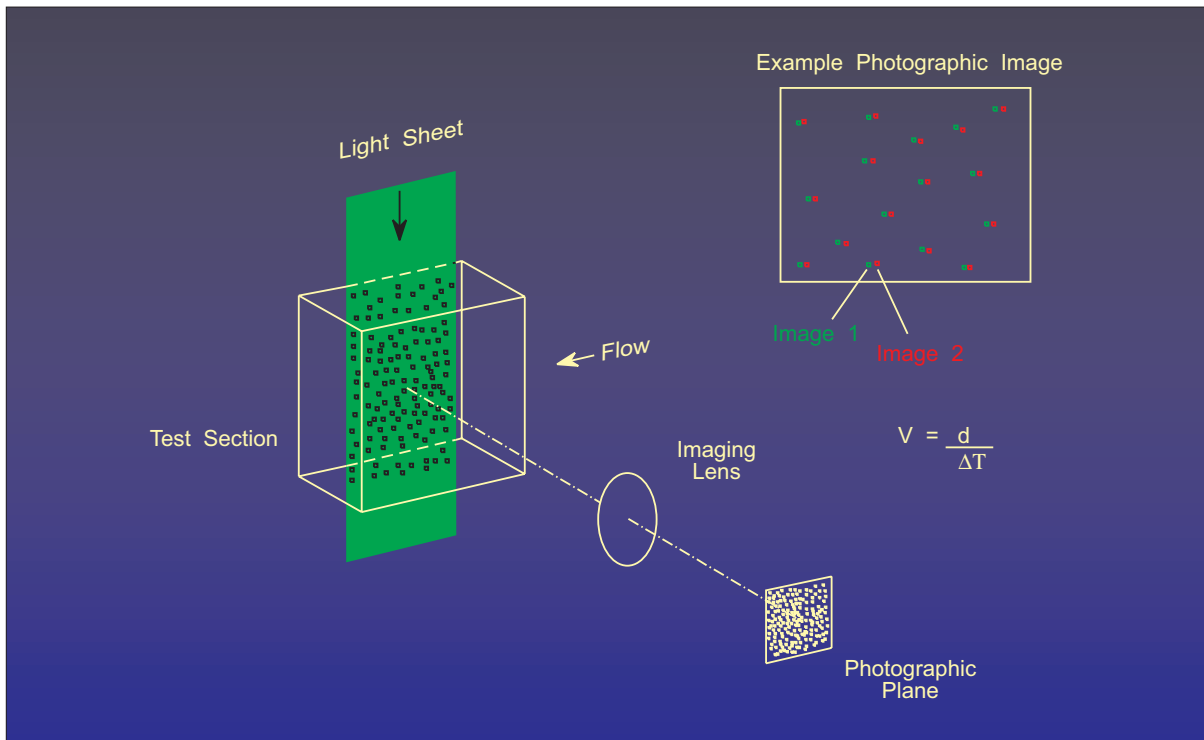 Example Photographic Image
Light Sheet
Image 1
Image 2
Flow
Test Section
V = d
ΔT
Imaging
Lens
Photographic
Plane